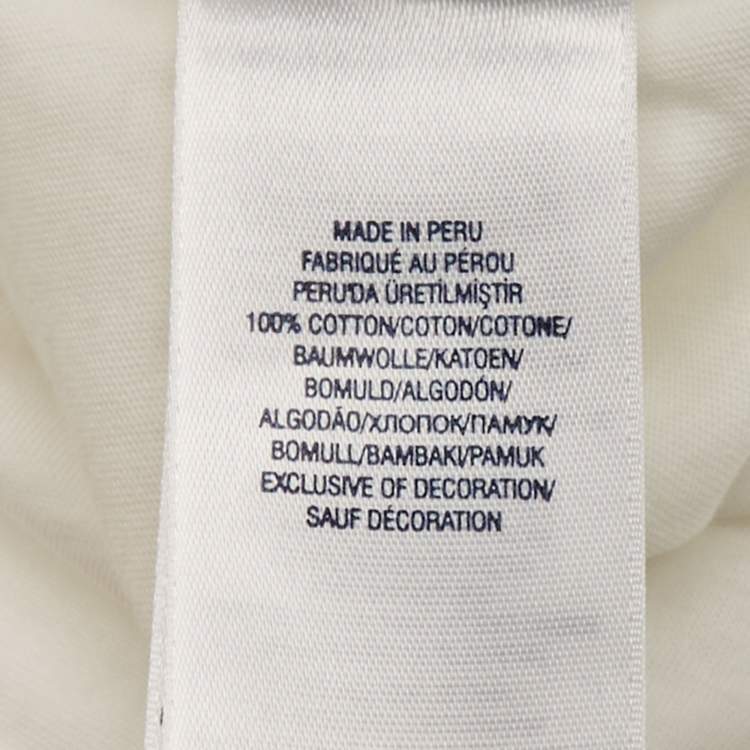 MADE IN PERU
FABRIQUÉ AU PÉROU
PERU'DA ÜRETİLMİŞTİR
100% COTTON/COTON/COTONE/
BAUMWOLLE/KATOEN/
BOMULD/ALGODÓN/
ALGODÃO/ХЛОПОК/ПАМУК/
BOMULL/BAMBAKI/PAMUK
EXCLUSIVE OF DECORATION/
SAUF DÉCORATION